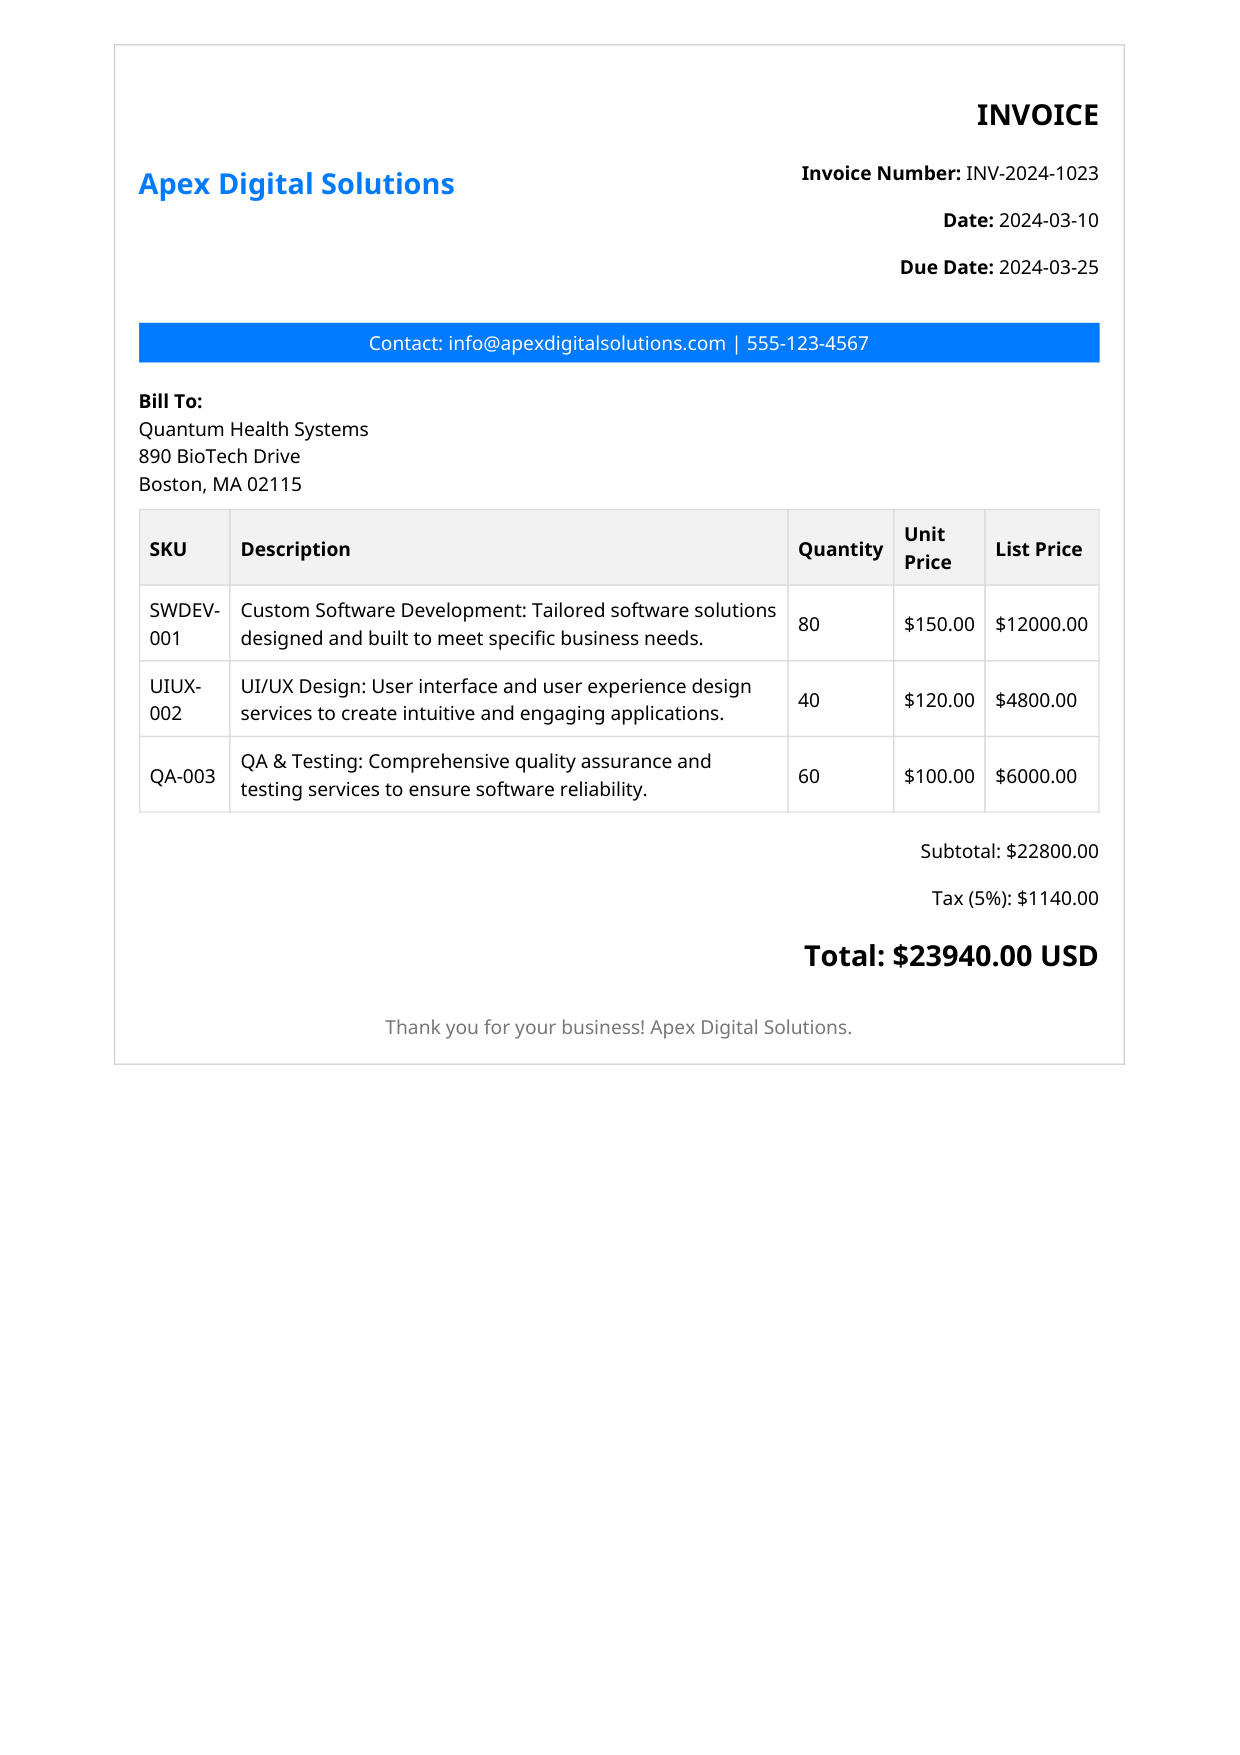 INVOICE
Apex Digital Solutions
Invoice Number: INV-2024-1023
Date: 2024-03-10
Due Date: 2024-03-25
Contact: info@apexdigitalsolutions.com | 555-123-4567
Bill To:
Quantum Health Systems
890 BioTech Drive
Boston, MA 02115
SKU Description Quantity Unit Price List Price
SWDEV-001 Custom Software Development: Tailored software solutions
designed and built to meet specific business needs. 80 $150.00 $12000.00
UIUX-002 UI/UX Design: User interface and user experience design
services to create intuitive and engaging applications. 40 $120.00 $4800.00
QA-003 QA & Testing: Comprehensive quality assurance and
testing services to ensure software reliability. 60 $100.00 $6000.00
Subtotal: $22800.00
Tax (5%): $1140.00
Total: $23940.00 USD
Thank you for your business! Apex Digital Solutions.